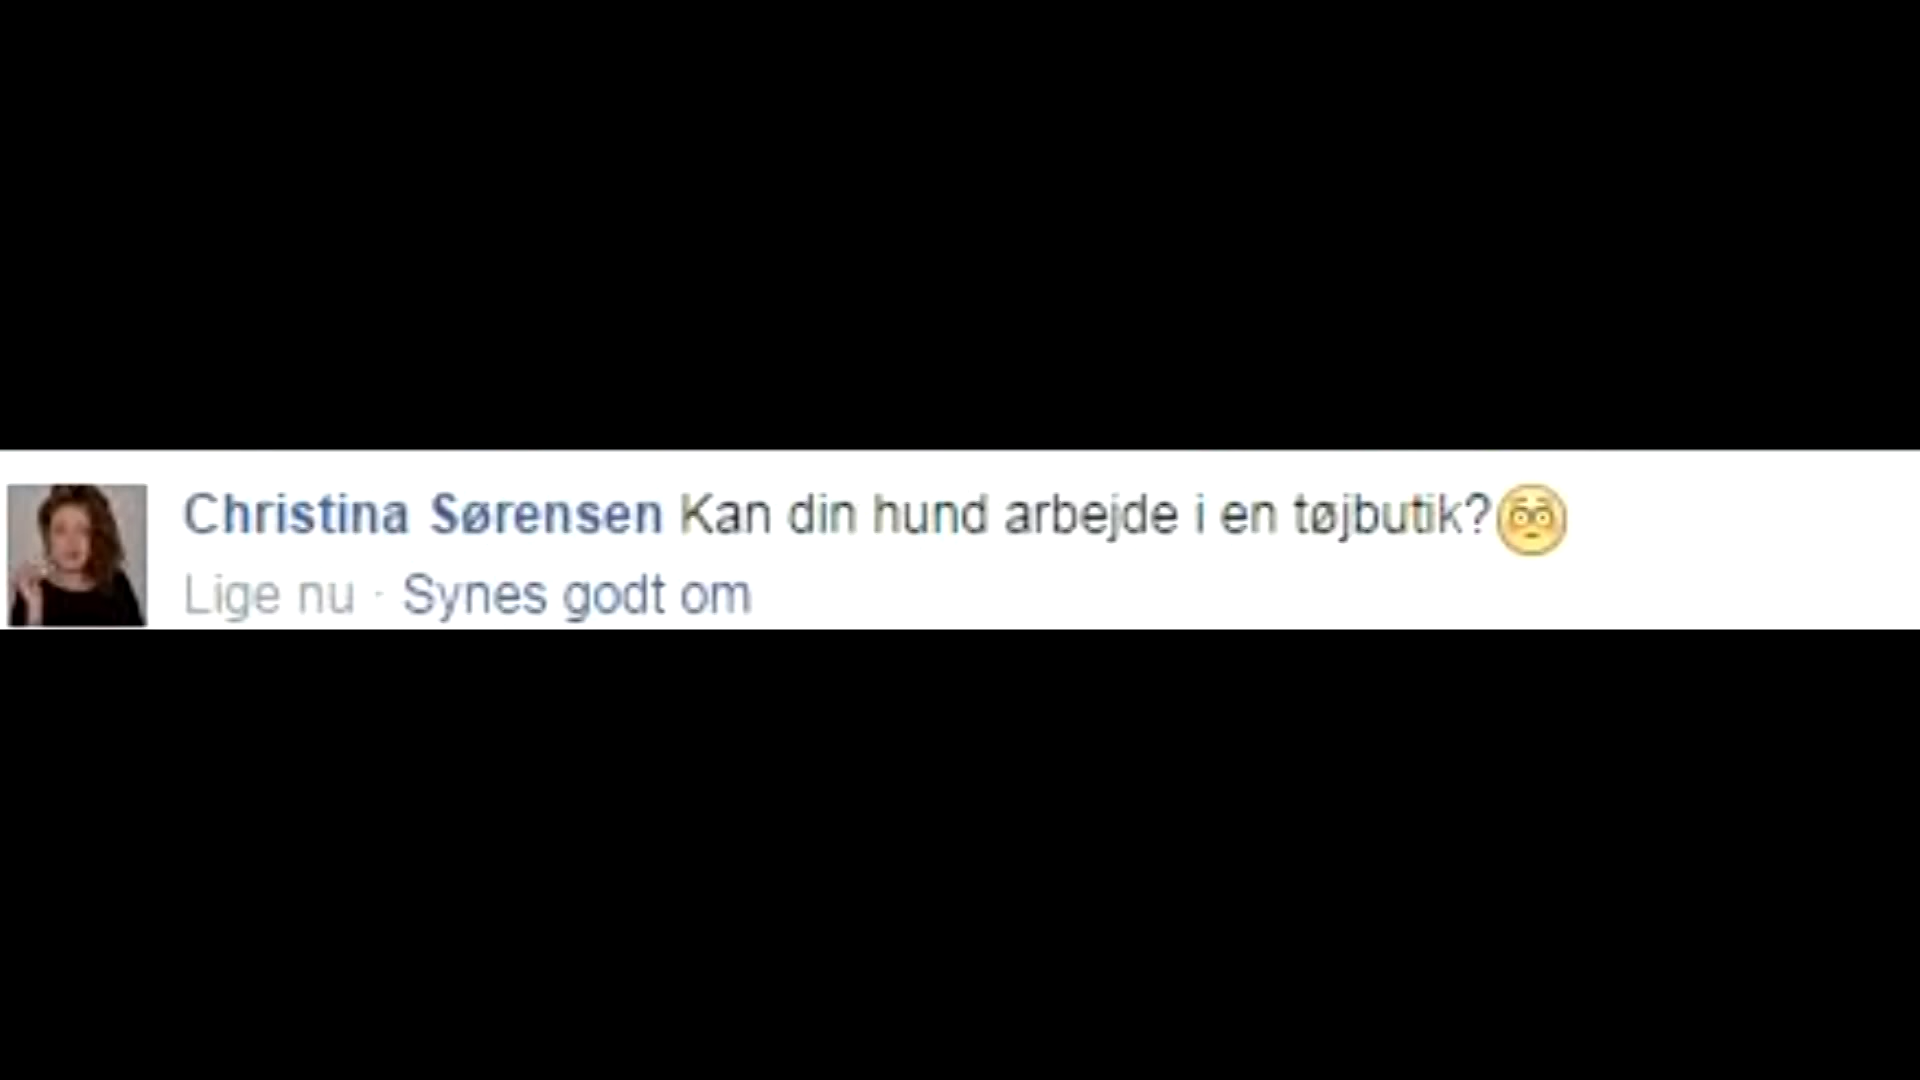 Christina Sørensen Kan din hund arbejde i en tøjbutik?😳
Lige nu · Synes godt om